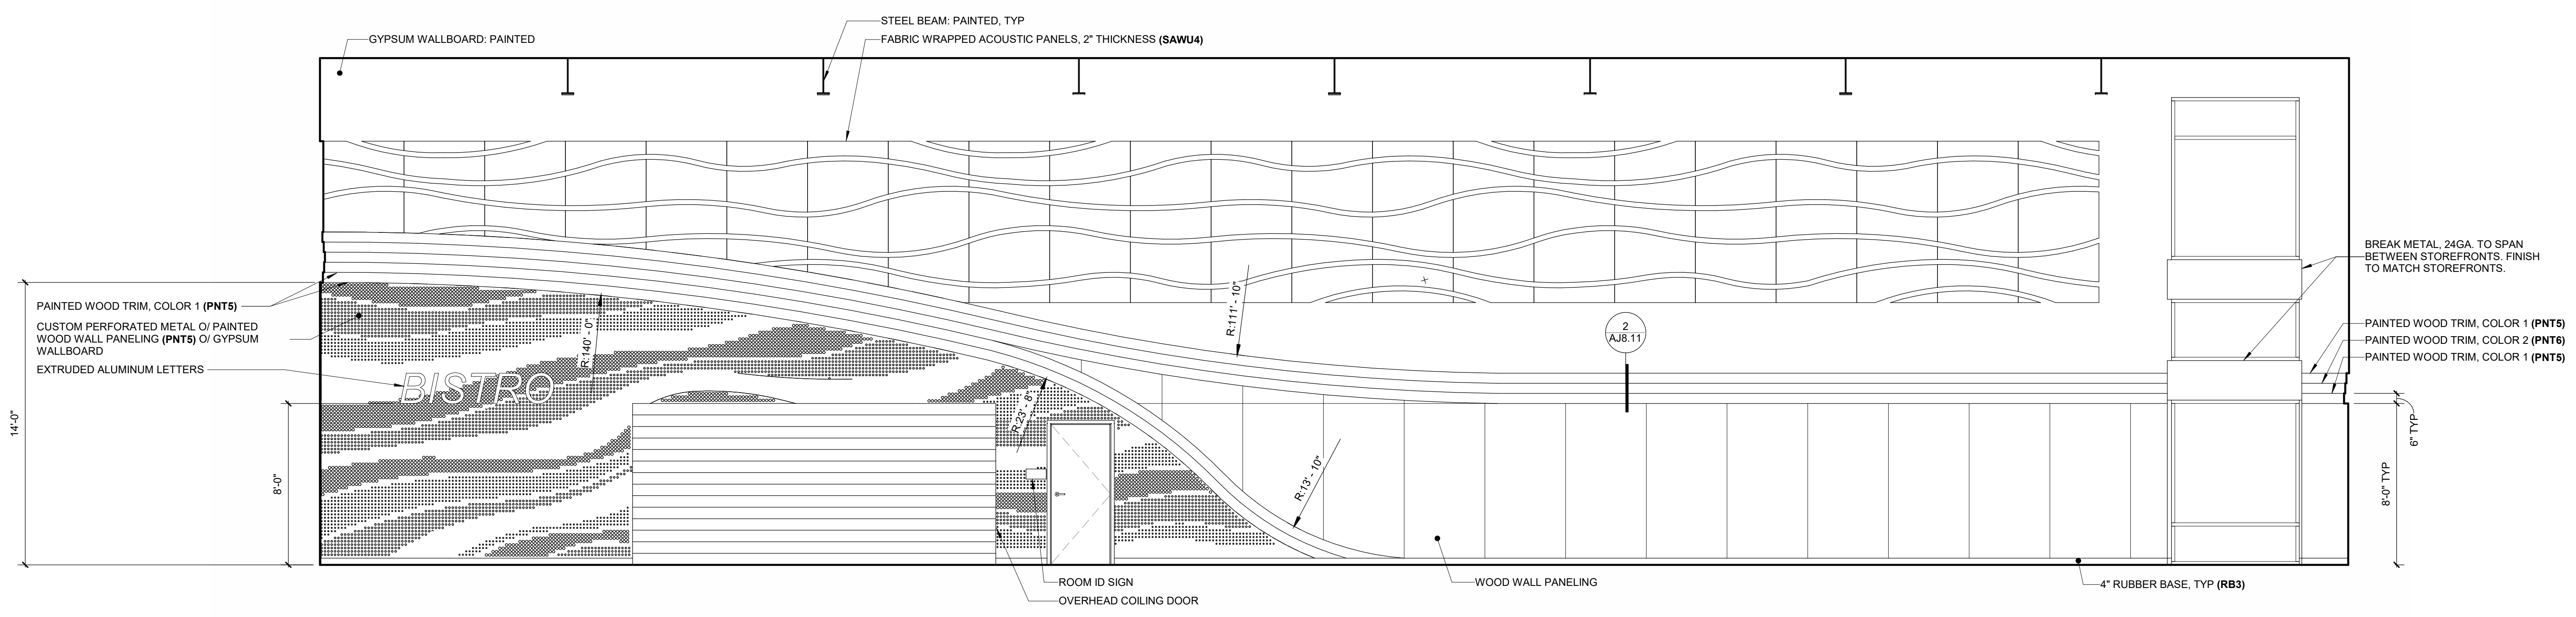 STEEL BEAM: PAINTED, TYP
GYPSUM WALLBOARD: PAINTED
FABRIC WRAPPED ACOUSTIC PANELS, 2" THICKNESS (SAWU4)
BREAK METAL, 24GA. TO SPAN
BETWEEN STOREFRONTS. FINISH
TO MATCH STOREFRONTS.
PAINTED WOOD TRIM, COLOR 1 (PNT5)
CUSTOM PERFORATED METAL O/ PAINTED
WOOD WALL PANELING (PNT5) O/ GYPSUM
WALLBOARD
EXTRUDED ALUMINUM LETTERS
BISTRO
14'-0"
8'-0"
R:140' - 0"
R:23' - 8"
R:111' - 10"
R:13' - 10"
2
AJ8.11
PAINTED WOOD TRIM, COLOR 1 (PNT5)
PAINTED WOOD TRIM, COLOR 2 (PNT6)
PAINTED WOOD TRIM, COLOR 1 (PNT5)
6" TYP
8'-0" TYP
ROOM ID SIGN
OVERHEAD COILING DOOR
WOOD WALL PANELING
4" RUBBER BASE, TYP (RB3)